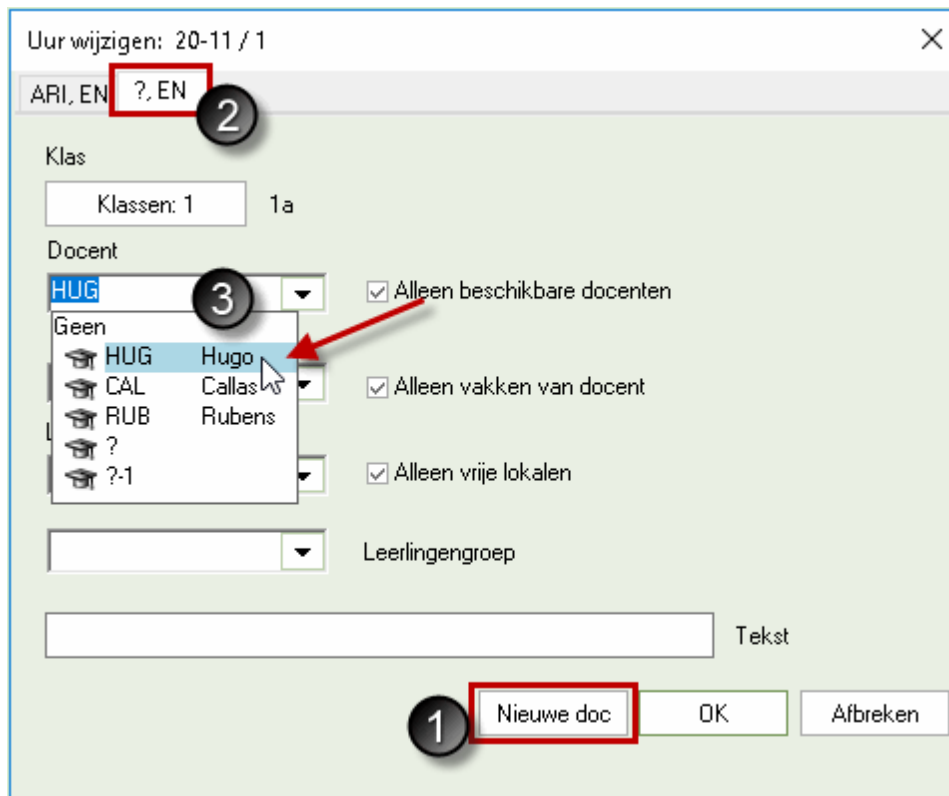 Uur wijzigen: 20-11 / 1
ARI, EN ?, EN
2
Klas
Klassen: 1 1a
Docent
HUG 3 Alleen beschikbare docenten
Geen
HUG Hugo
CAL Callas Alleen vakken van docent
RUB Rubens
?
?-1 Alleen vrije lokalen
Leerlingengroep
Tekst
1 Nieuwe doc OK Afbreken